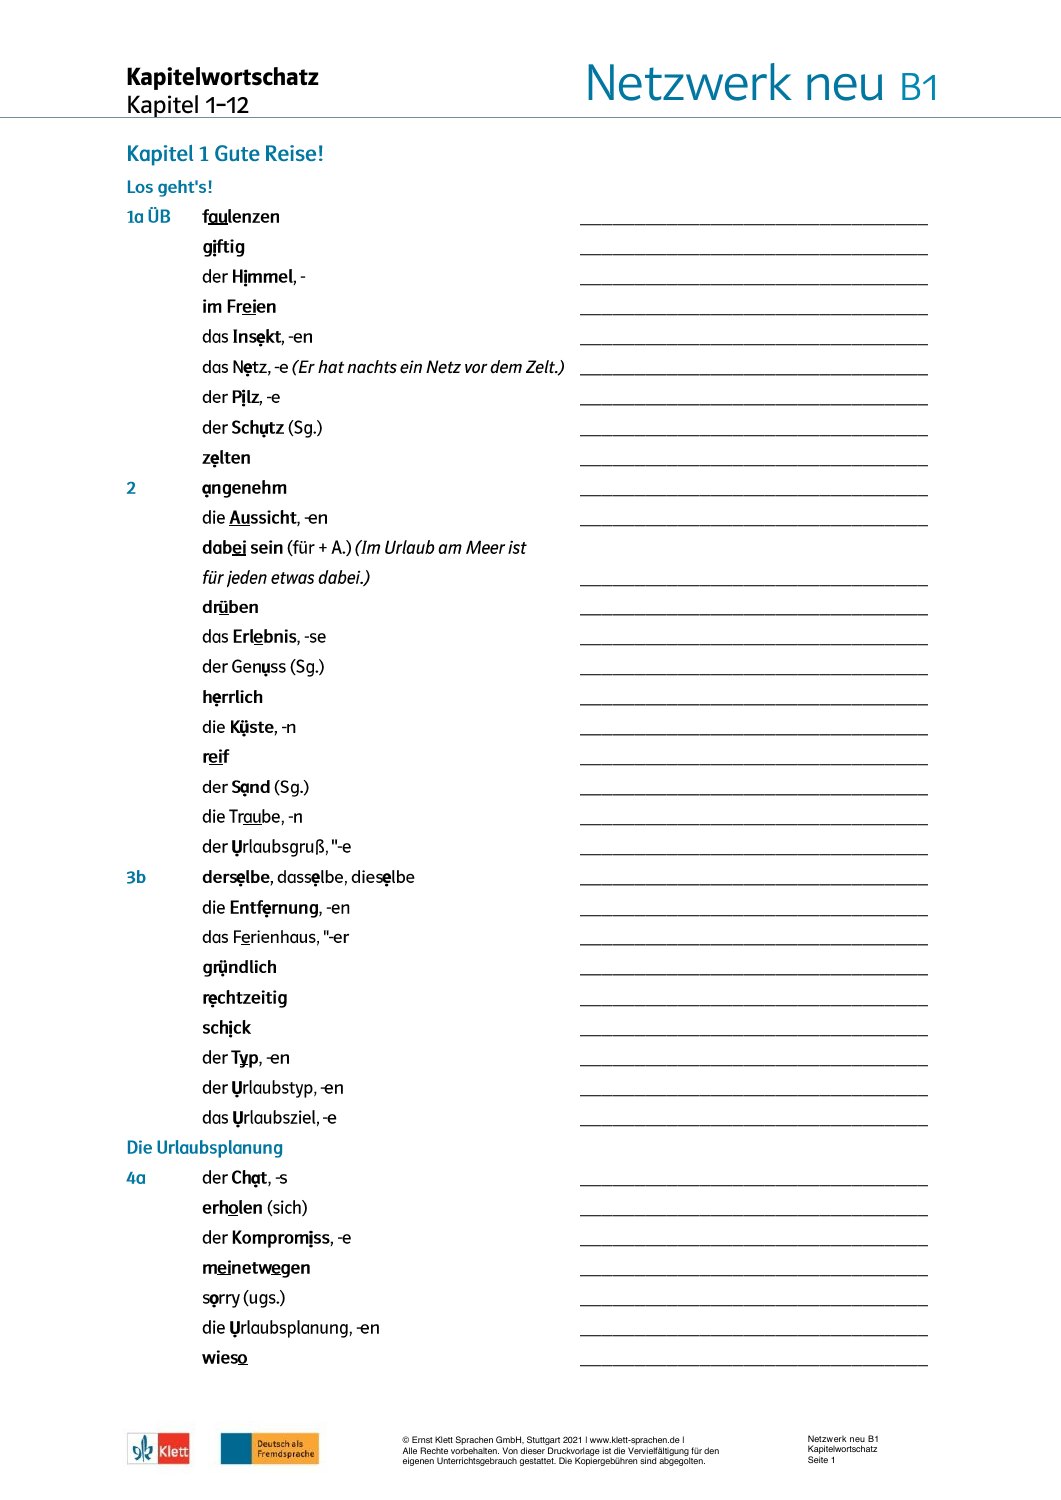 Kapitelwortschatz
Kapitel 1–12
Netzwerk neu B1
Kapitel 1 Gute Reise!
Los geht's!
1a ÜB faulenzen
giftig
der Himmel, -
im Freien
das Insekt, -en
das Netz, -e (Er hat nachts ein Netz vor dem Zelt.)
der Pilz, -e
der Schutz (Sg.)
zelten
2 angenehm
die Aussicht, -en
dabei sein (für + A.) (Im Urlaub am Meer ist
für jeden etwas dabei.)
drüben
das Erlebnis, -se
der Genuss (Sg.)
herrlich
die Küste, -n
reif
der Sand (Sg.)
die Traube, -n
der Urlaubsgruß, "-e
3b derselbe, dasselbe, dieselbe
die Entfernung, -en
das Ferienhaus, "-er
gründlich
rechtzeitig
schick
der Typ, -en
der Urlaubstyp, -en
das Urlaubsziel, -e
Die Urlaubsplanung
4a der Chat, -s
erholen (sich)
der Kompromiss, -e
meinetwegen
sorry (ugs.)
die Urlaubsplanung, -en
wieso
Klett
Deutsch als
Fremdsprache
© Ernst Klett Sprachen GmbH, Stuttgart 2021 | www.klett-sprachen.de |
Alle Rechte vorbehalten. Von dieser Druckvorlage ist die Vervielfältigung für den
eigenen Unterrichtsgebrauch gestattet. Die Kopiergebühren sind abgegolten.
Netzwerk neu B1
Kapitelwortschatz
Seite 1